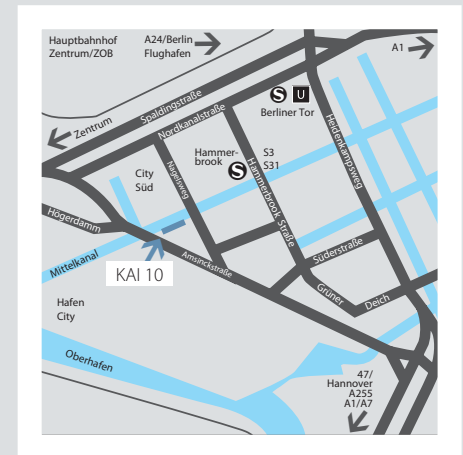 Hauptbahnhof
Zentrum/ZOB
A24/Berlin
Flughafen
A1
Spaldingstraße
Nordkanalstraße
Zentrum
S U
Berliner Tor
Heidenkampsweg
Hammer-
brook
S
S3
S31
City
Süd
Nagelsweg
Hammerbrook Straße
Högerdamm
Mittelkanal
Amsinckstraße
Süderstraße
KAI 10
Grüner
Deich
Hafen
City
Oberhafen
47/
Hannover
A255
A1/A7